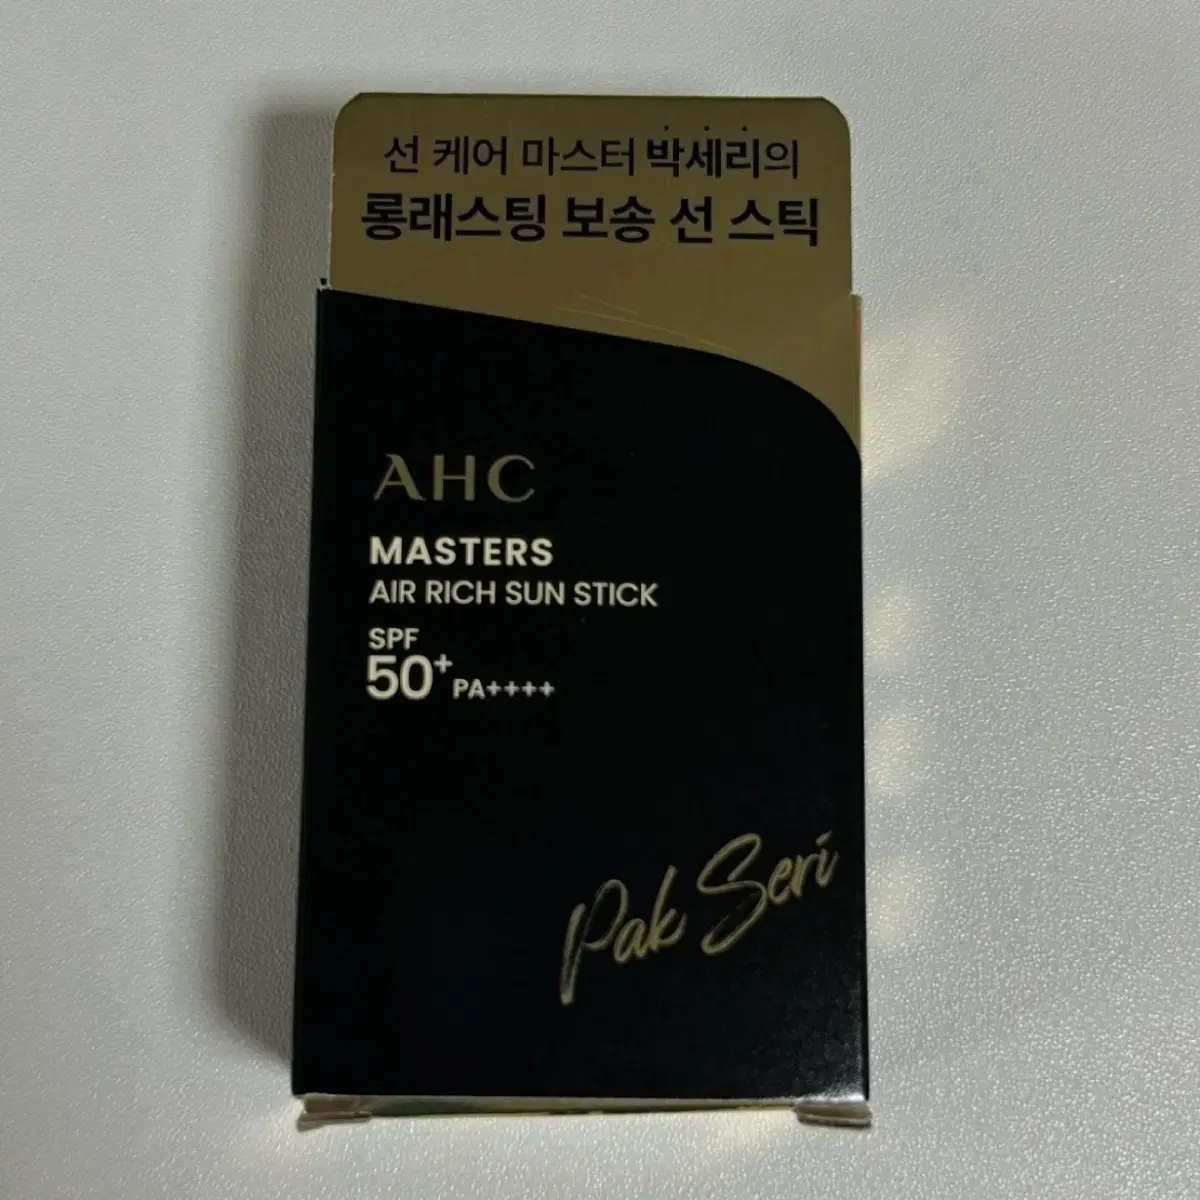 선 케어 마스터 박세리의
롱래스팅 보송 선 스틱
AHC
MASTERS
AIR RICH SUN STICK
SPF
50+ PA++++
Pak Seri